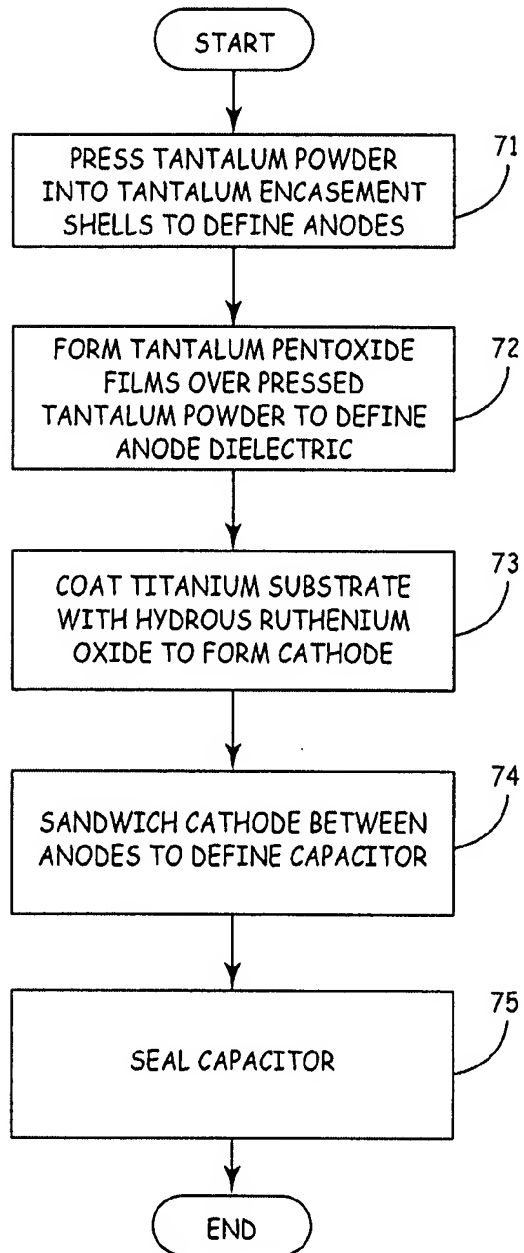 START
PRESS TANTALUM POWDER
INTO TANTALUM ENCASEMENT
SHELLS TO DEFINE ANODES
71
FORM TANTALUM PENTOXIDE
FILMS OVER PRESSED
TANTALUM POWDER TO DEFINE
ANODE DIELECTRIC
72
COAT TITANIUM SUBSTRATE
WITH HYDROUS RUTHENIUM
OXIDE TO FORM CATHODE
73
SANDWICH CATHODE BETWEEN
ANODES TO DEFINE CAPACITOR
74
SEAL CAPACITOR
75
END